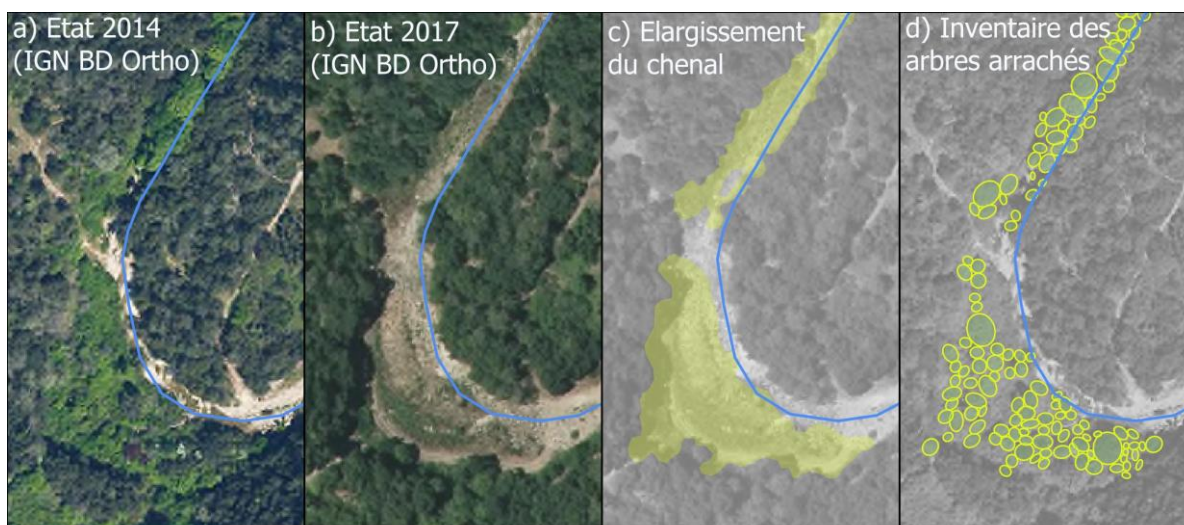 a) Etat 2014
(IGN BD Ortho)
b) Etat 2017
(IGN BD Ortho)
c) Elargissement
du chenal
d) Inventaire des
arbres arrachés